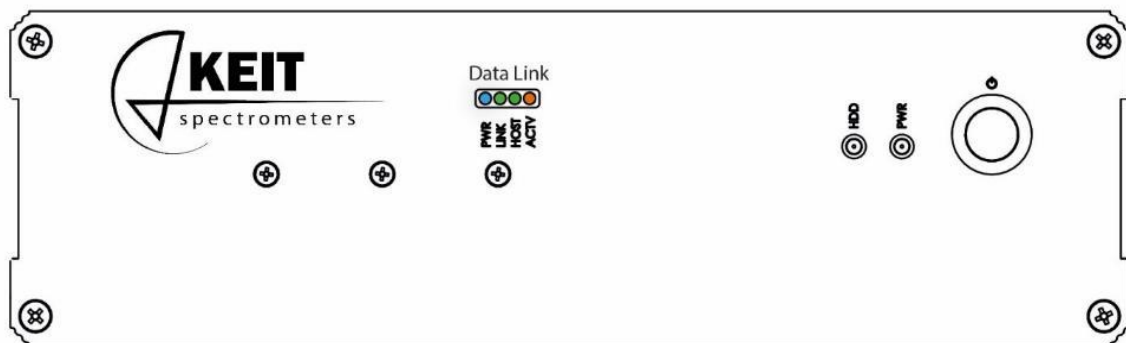 KEIT
spectrometers
Data Link
PWR
LINK
HOST
ACTV
HDD
PWR